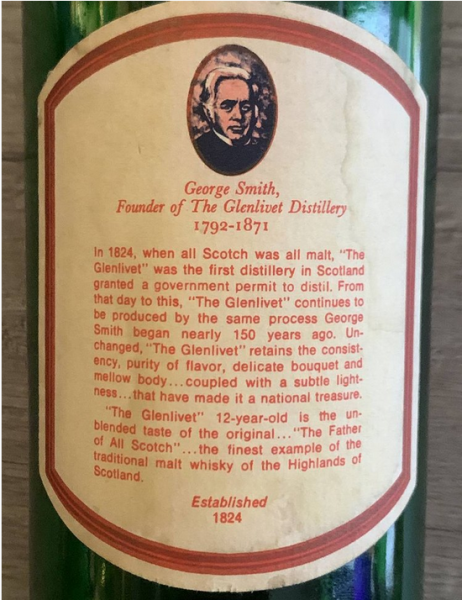 George Smith,
Founder of The Glenlivet Distillery
1792-1871
In 1824, when all Scotch was all malt, "The
Glenlivet" was the first distillery in Scotland
granted a government permit to distil. From
that day to this, "The Glenlivet" continues to
be produced by the same process George
Smith began nearly 150 years ago. Un-
changed, "The Glenlivet" retains the consist-
ency, purity of flavor, delicate bouquet and
mellow body...coupled with a subtle light-
ness...that have made it a national treasure.
"The Glenlivet" 12-year-old is the un-
blended taste of the original..."The Father
of All Scotch"...the finest example of the
traditional malt whisky of the Highlands of
Scotland.
Established
1824